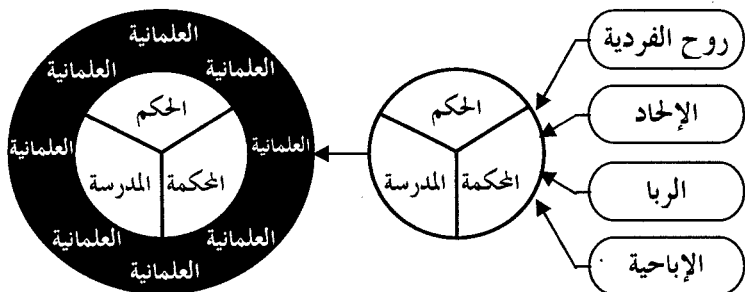 روح الفردية
الإلحاد
الربا
الإباحية
الحكم
المحكمة
المدرسة
العلمانية
العلمانية
العلمانية
العلمانية
العلمانية
العلمانية
العلمانية
العلمانية
الحكم
المحكمة
المدرسة